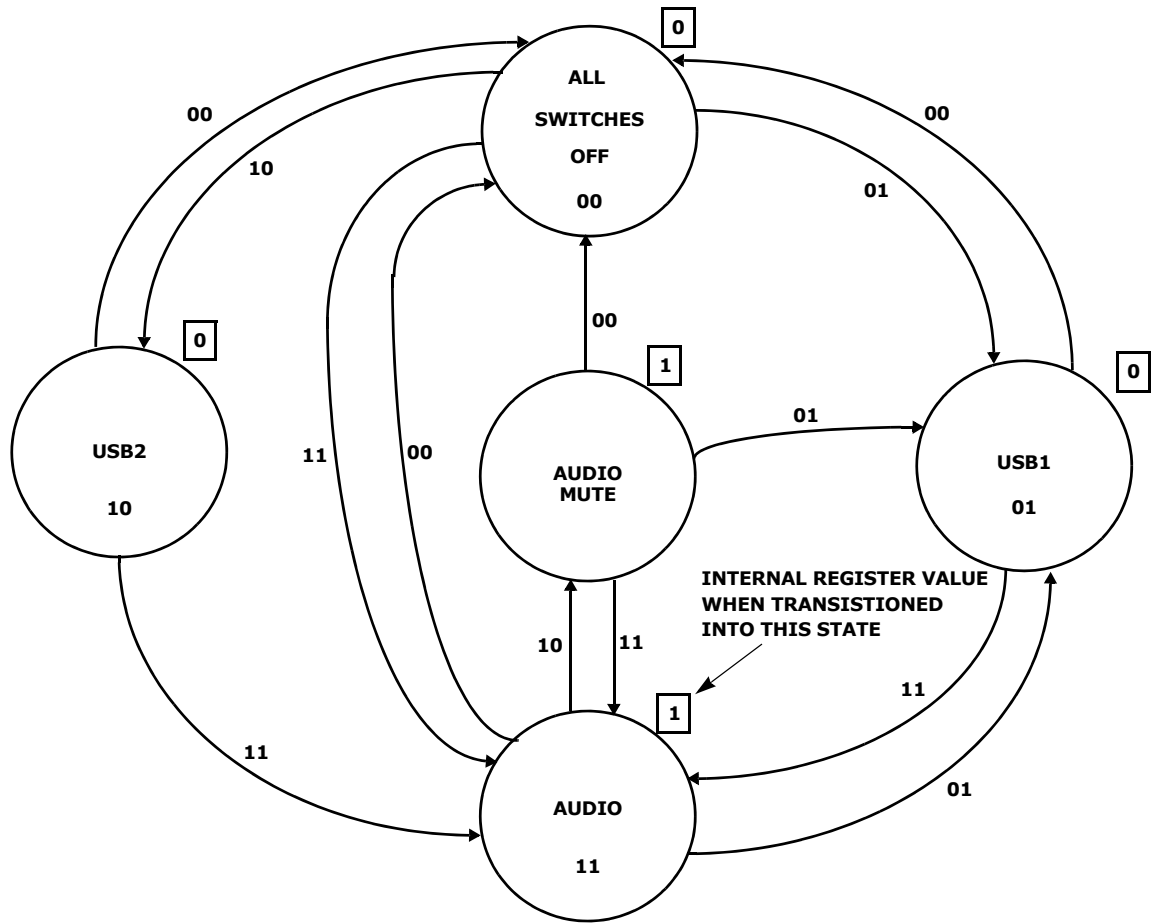 0
ALL
SWITCHES
OFF
00
00
00
10
01
0
00
1
0
01
USB2
10
11
00
AUDIO
MUTE
USB1
01
INTERNAL REGISTER VALUE
WHEN TRANSISTIONED
INTO THIS STATE
10
11
1
11
11
01
AUDIO
11